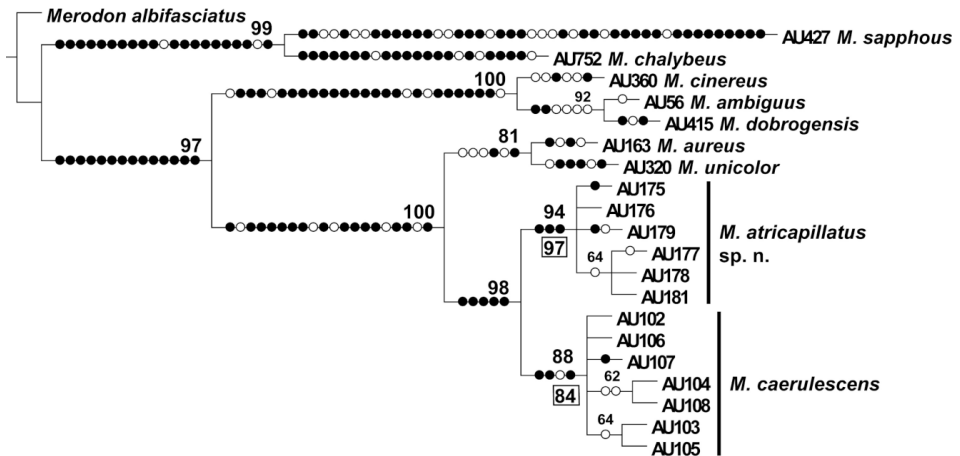 Merodon albifasciatus
99
AU427 M. sapphous
AU752 M. chalybeus
100
AU360 M. cinereus
92
AU56 M. ambiguus
AU415 M. dobrogensis
97
81
AU163 M. aureus
AU320 M. unicolor
100
AU175
94
AU176
AU179
97
M. atricapillatus
sp. n.
64
AU177
AU178
AU181
98
AU102
AU106
88
AU107
84
62
AU104
AU108
M. caerulescens
64
AU103
AU105